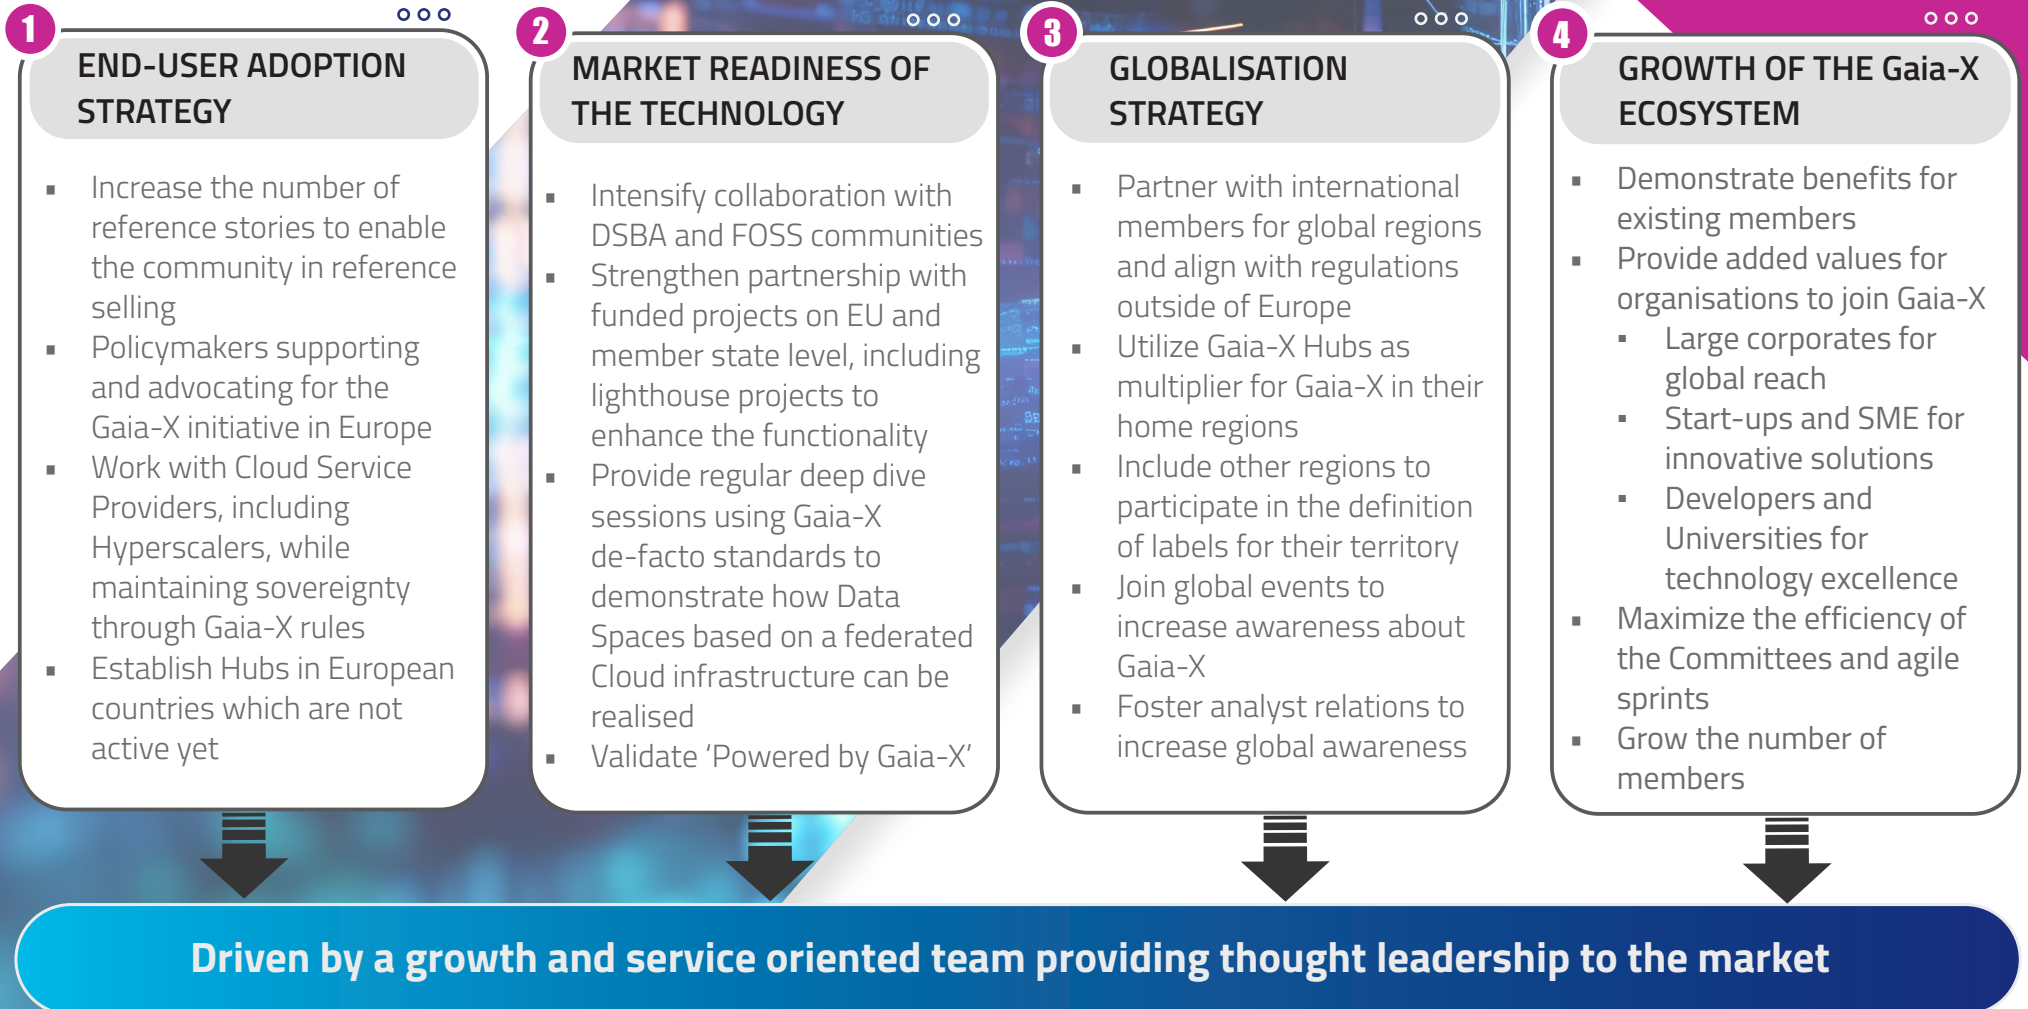 1
END-USER ADOPTION
STRATEGY
▪ Increase the number of
reference stories to enable
the community in reference
selling
▪ Policymakers supporting
and advocating for the
Gaia-X initiative in Europe
▪ Work with Cloud Service
Providers, including
Hyperscalers, while
maintaining sovereignty
through Gaia-X rules
▪ Establish Hubs in European
countries which are not
active yet
2
MARKET READINESS OF
THE TECHNOLOGY
▪ Intensify collaboration with
DSBA and FOSS communities
▪ Strengthen partnership with
funded projects on EU and
member state level, including
lighthouse projects to
enhance the functionality
▪ Provide regular deep dive
sessions using Gaia-X
de-facto standards to
demonstrate how Data
Spaces based on a federated
Cloud infrastructure can be
realised
▪ Validate ‘Powered by Gaia-X’
3
GLOBALISATION
STRATEGY
▪ Partner with international
members for global regions
and align with regulations
outside of Europe
▪ Utilize Gaia-X Hubs as
multiplier for Gaia-X in their
home regions
▪ Include other regions to
participate in the definition
of labels for their territory
▪ Join global events to
increase awareness about
Gaia-X
▪ Foster analyst relations to
increase global awareness
4
GROWTH OF THE Gaia-X
ECOSYSTEM
▪ Demonstrate benefits for
existing members
▪ Provide added values for
organisations to join Gaia-X
▪ Large corporates for
global reach
▪ Start-ups and SME for
innovative solutions
▪ Developers and
Universities for
technology excellence
▪ Maximize the efficiency of
the Committees and agile
sprints
▪ Grow the number of
members
Driven by a growth and service oriented team providing thought leadership to the market